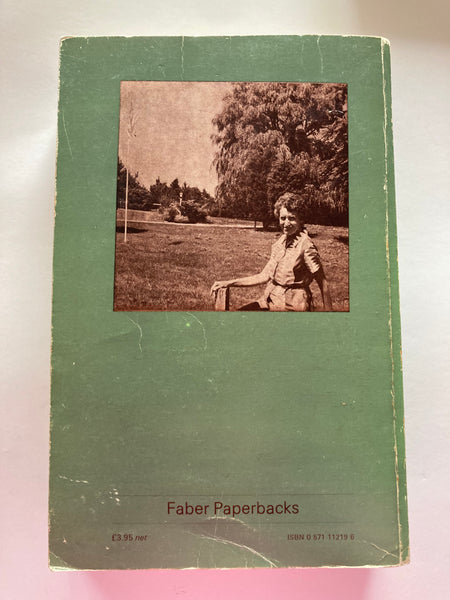 Faber Paperbacks
£3.95 net
ISBN 0 571 11219 6